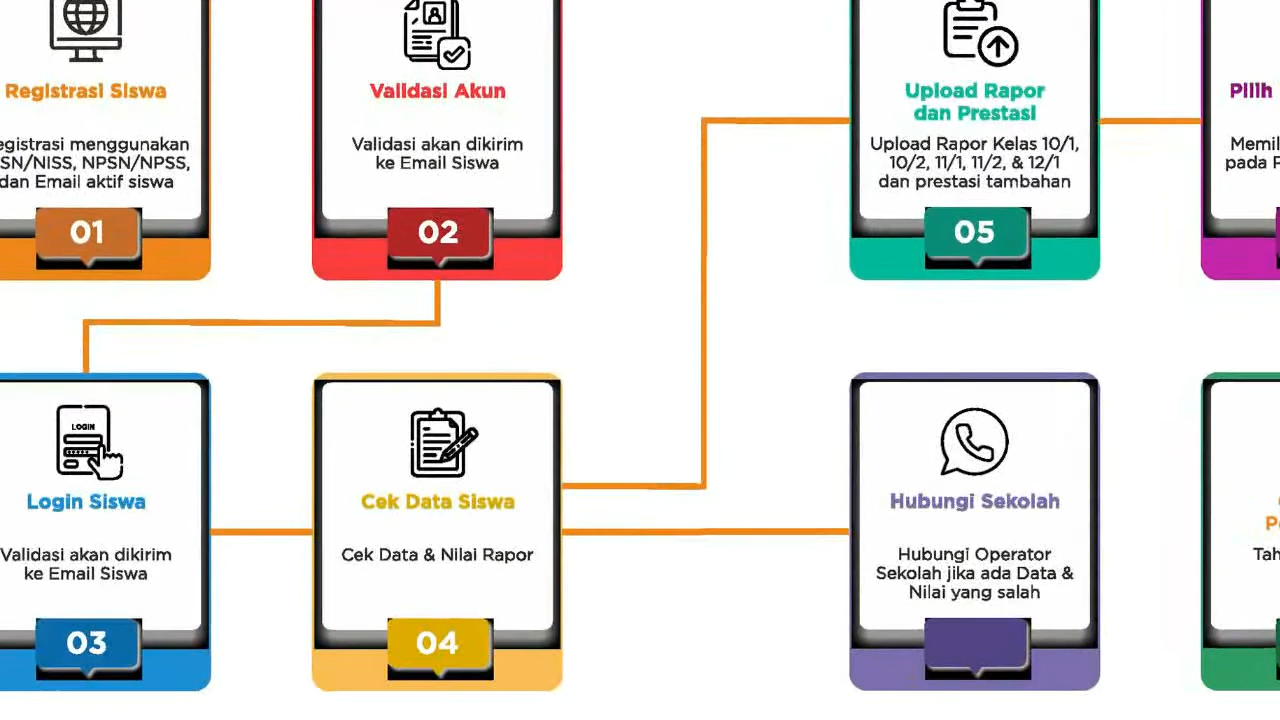 Registrasi Siswa
egistrasi menggunakan
SN/NISS, NPSN/NPSS,
dan Email aktif siswa
01
Validasi Akun
Validasi akan dikirim
ke Email Siswa
02
Upload Rapor
dan Prestasi
Upload Rapor Kelas 10/1,
10/2, 11/1, 11/2, & 12/1
dan prestasi tambahan
05
Pilih
Memil
pada P
LOGIN
Login Siswa
Validasi akan dikirim
ke Email Siswa
03
Cek Data Siswa
Cek Data & Nilai Rapor
04
Hubungi Sekolah
Hubungi Operator
Sekolah jika ada Data &
Nilai yang salah
Tah